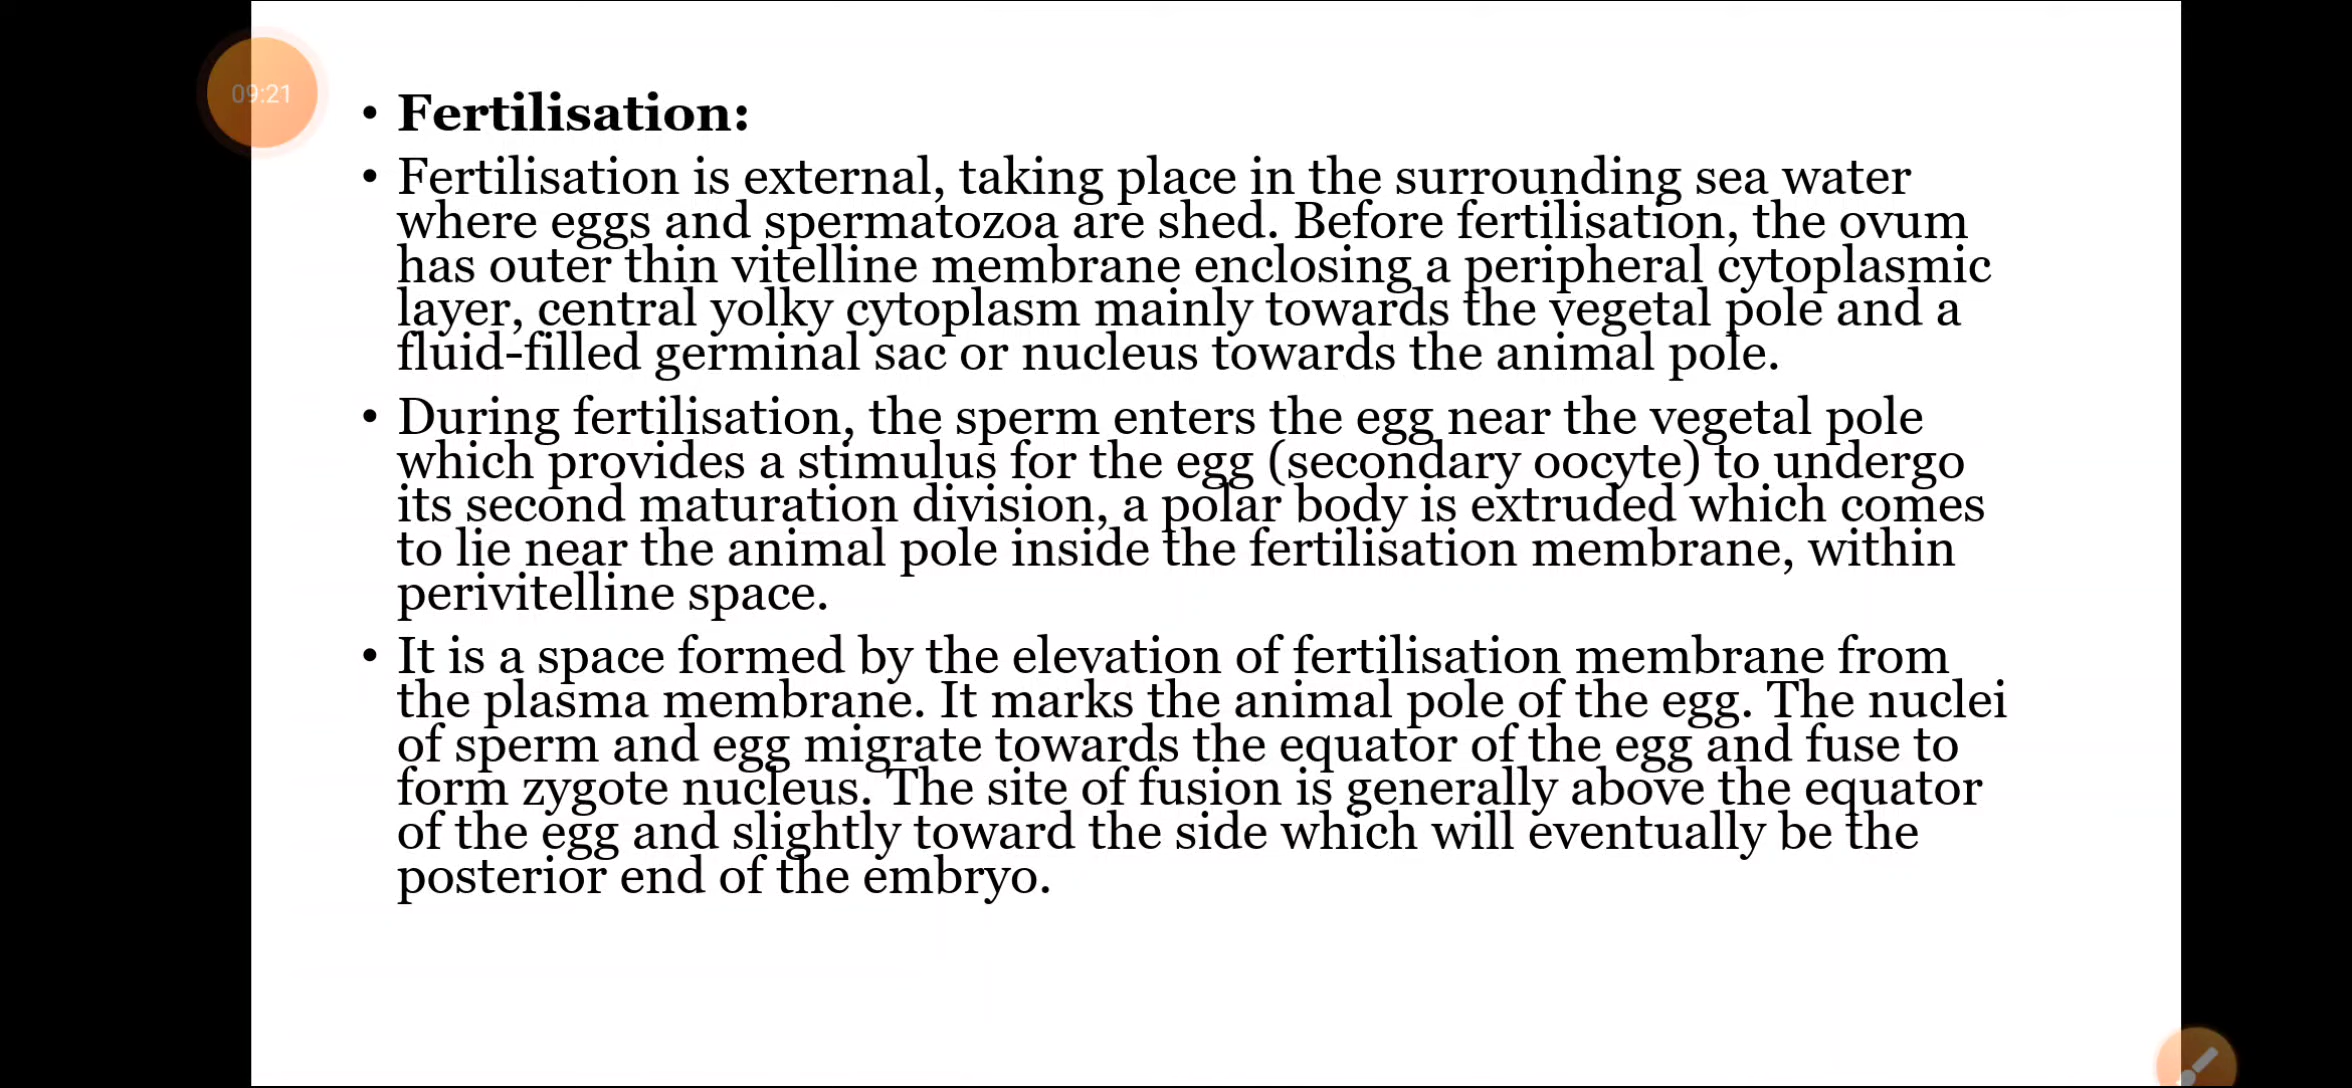 09:21
• Fertilisation:
• Fertilisation is external, taking place in the surrounding sea water
where eggs and spermatozoa are shed. Before fertilisation, the ovum
has outer thin vitelline membrane enclosing a peripheral cytoplasmic
layer, central yolky cytoplasm mainly towards the vegetal pole and a
fluid-filled germinal sac or nucleus towards the animal pole.
• During fertilisation, the sperm enters the egg near the vegetal pole
which provides a stimulus for the egg (secondary oocyte) to undergo
its second maturation division, a polar body is extruded which comes
to lie near the animal pole inside the fertilisation membrane, within
perivitelline space.
• It is a space formed by the elevation of fertilisation membrane from
the plasma membrane. It marks the animal pole of the egg. The nuclei
of sperm and egg migrate towards the equator of the egg and fuse to
form zygote nucleus. The site of fusion is generally above the equator
of the egg and slightly toward the side which will eventually be the
posterior end of the embryo.